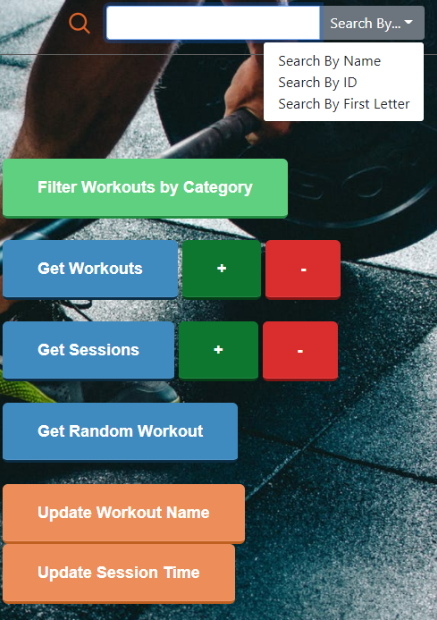 Search By...
Search By Name
Search By ID
Search By First Letter
Filter Workouts by Category
Get Workouts + -
Get Sessions + -
Get Random Workout
Update Workout Name
Update Session Time